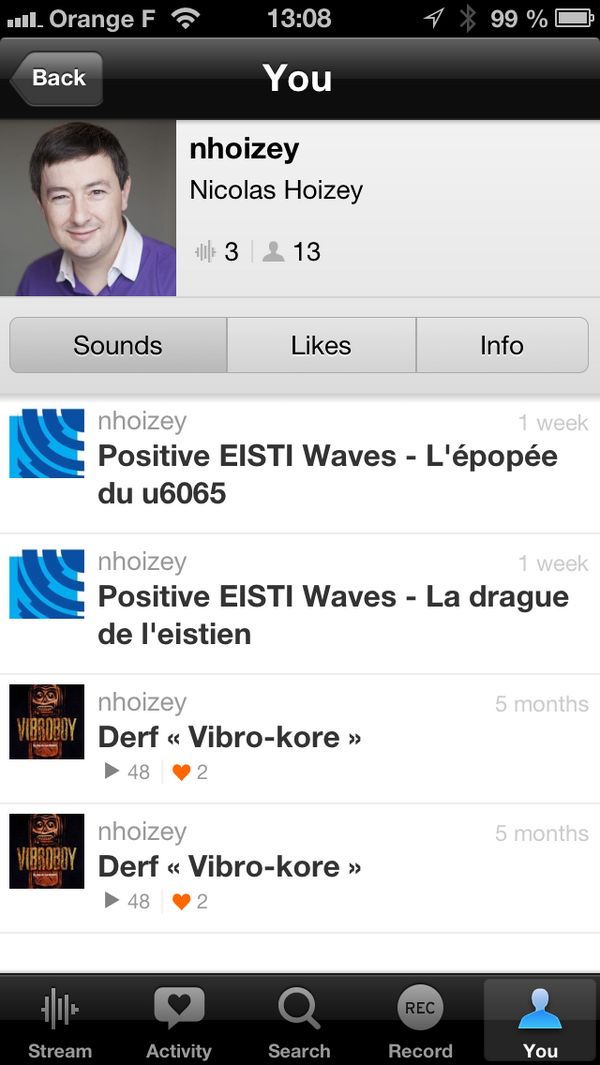 Orange F 13:08 99 %
Back You
nhoizey
Nicolas Hoizey
3 13
Sounds Likes Info
nhoizey 1 week
Positive EISTI Waves - L'épopée
du u6065
nhoizey 1 week
Positive EISTI Waves - La drague
de l'eistien
VIBROBOY
nhoizey 5 months
Derf « Vibro-kore »
48 2
VIBROBOY
nhoizey 5 months
Derf « Vibro-kore »
48 2
REC
Stream Activity Search Record You